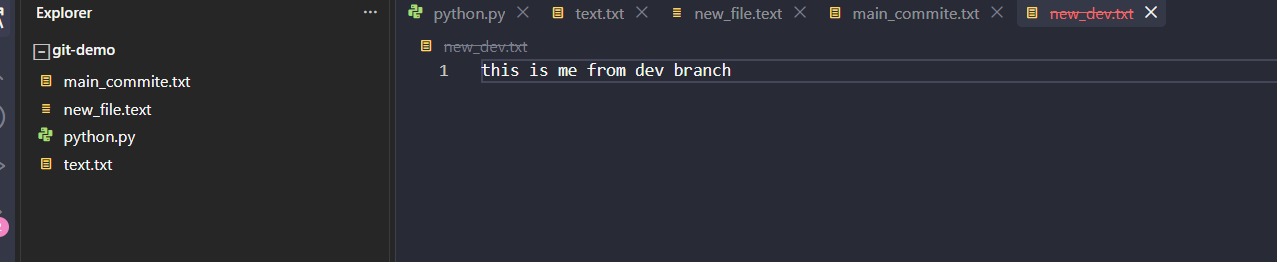 Explorer ···
git-demo
main_commite.txt
new_file.text
python.py
text.txt
python.py text.txt new_file.text main_commite.txt new_dev.txt
new_dev.txt
1 this is me from dev branch